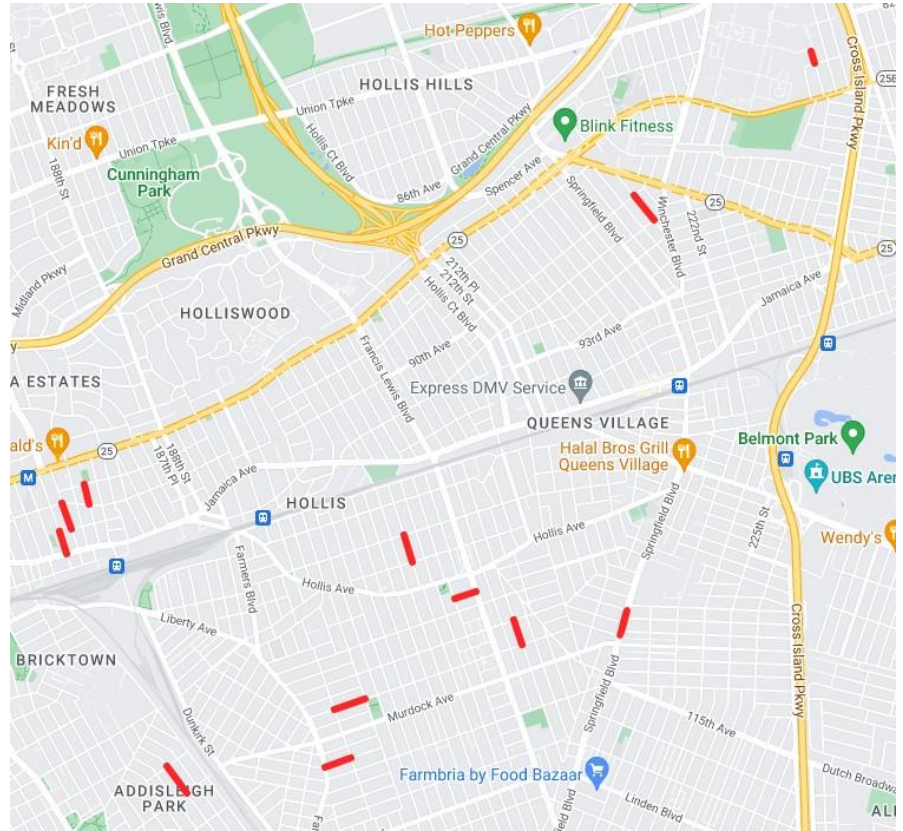 Hot Peppers
Cross Island Pkwy
25B
FRESH
MEADOWS
HOLLIS HILLS
Union Tpke
Kin'd
Union Tpke
Hollis Ct Blvd
Grand Central Pkwy
Blink Fitness
188th St
Cunningham
Park
86th Ave
Spencer Ave
Springfield Blvd
Winchester Blvd
222nd St
25
25
25
Grand Central Pkwy
Midland Pkwy
212th Pl
212th St
Hollis Ct Blvd
Jamaica Ave
HOLLISWOOD
Francis Lewis Blvd
90th Ave
93rd Ave
A ESTATES
Express DMV Service
QUEENS VILLAGE
ald's
25
188th St
187th Pl
Halal Bros Grill
Queens Village
Belmont Park
M
Jamaica Ave
UBS Aren
HOLLIS
Springfield Blvd
225th St
Hollis Ave
Wendy's
Farmers Blvd
Hollis Ave
Liberty Ave
BRICKTOWN
Cross Island Pkwy
Springfield Blvd
Murdock Ave
115th Ave
Dunkirk St
ADDISLEIGH
PARK
Farmbria by Food Bazaar
Dutch Broadwa
Linden Blvd